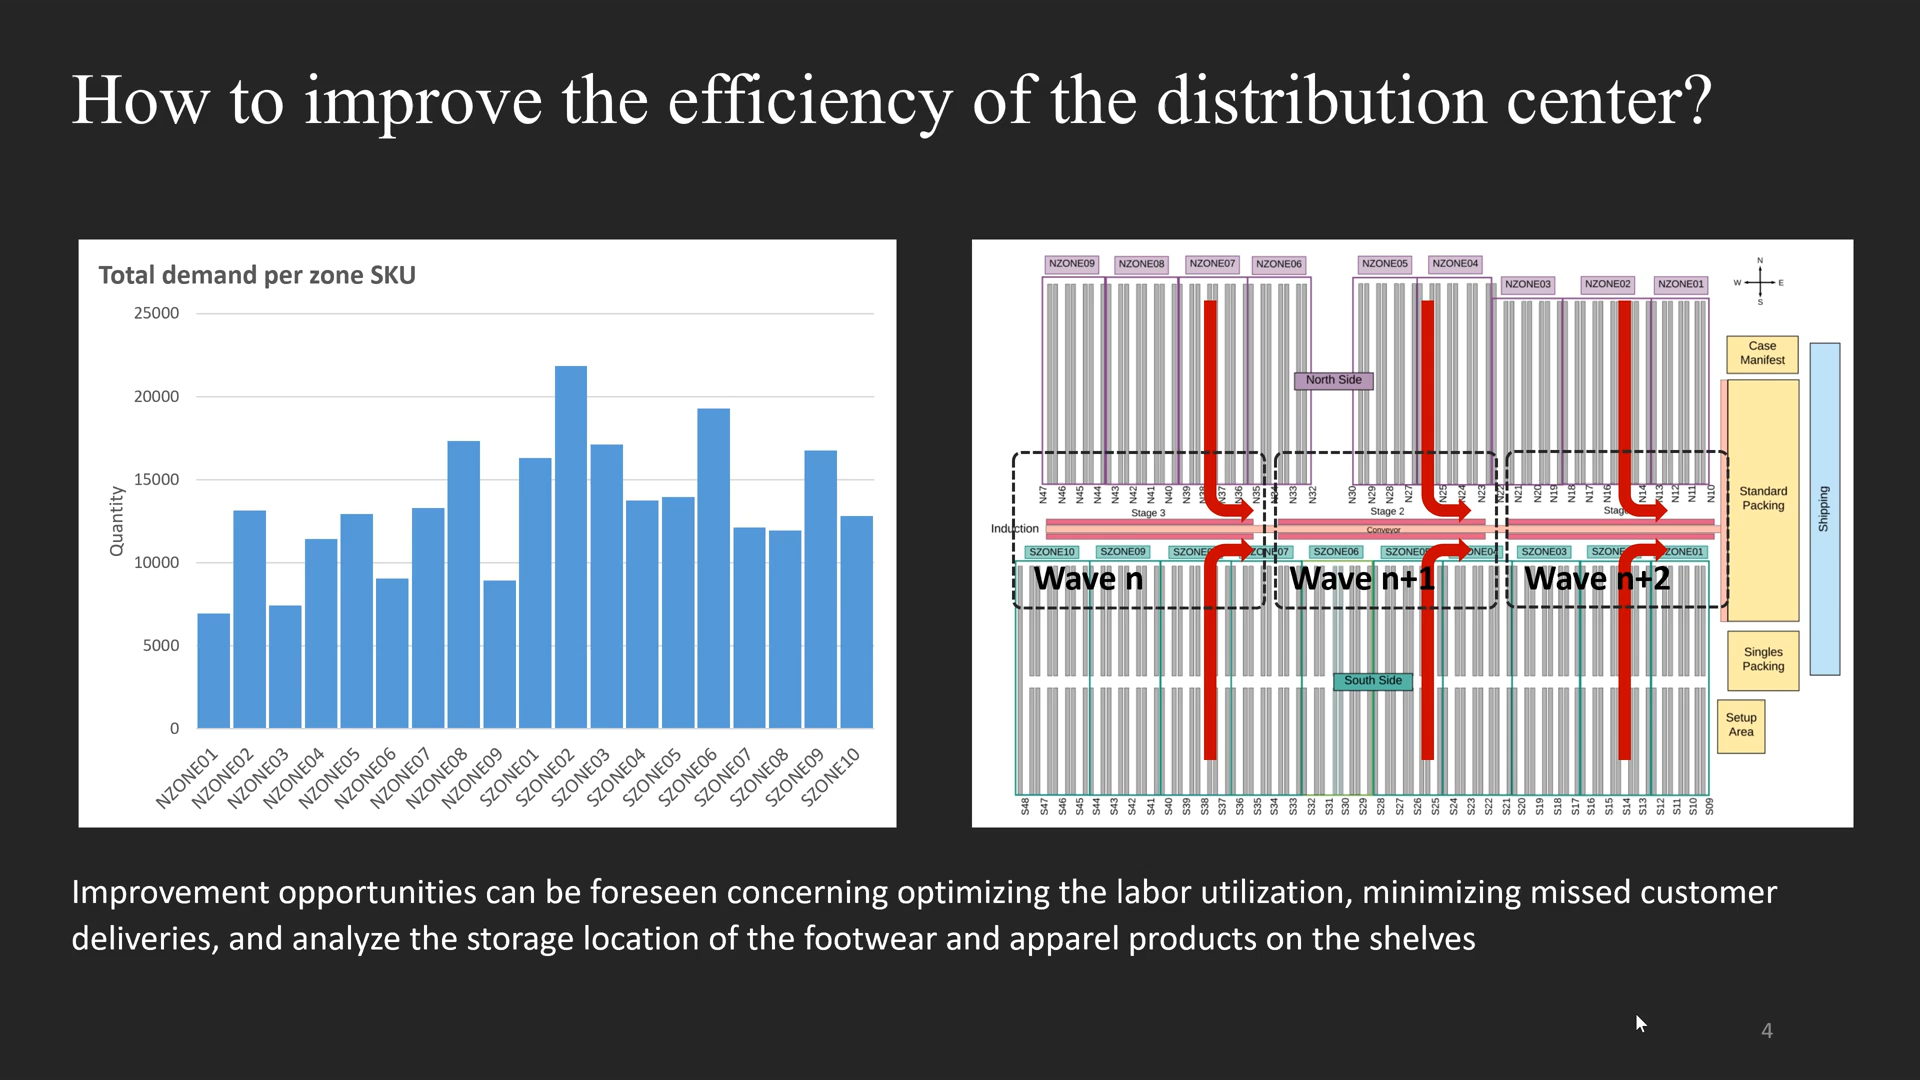 How to improve the efficiency of the distribution center?
Total demand per zone SKU
25000
20000
15000
10000
5000
0
Quantity
NZONE01
NZONE02
NZONE03
NZONE04
NZONE05
NZONE06
NZONE07
NZONE08
NZONE09
SZONE01
SZONE02
SZONE03
SZONE04
SZONE05
SZONE06
SZONE07
SZONE08
SZONE09
SZONE10
NZONE09 NZONE08 NZONE07 NZONE06 NZONE05 NZONE04
NZONE03 NZONE02 NZONE01
N
W E
S
Case
Manifest
North Side
Standard
Packing
Shipping
N47 N46 N45 N44 N43 N42 N41 N40 N39 N38 N37 N36 N35 N34 N33 N32 N30 N29 N28 N27 N25 N24 N23 N22 N21 N20 N19 N18 N17 N16 N14 N13 N12 N11 N10
Stage 3 Stage 2
Induction
Conveyor
SZONE10 SZONE09 SZONE06 SZONE03
Wave n Wave n+1 Wave n+2
Singles
Packing
South Side
Setup
Area
S48 S47 S46 S45 S44 S43 S42 S41 S40 S39 S38 S37 S36 S35 S34 S33 S32 S31 S30 S29 S28 S27 S26 S25 S24 S23 S22 S21 S20 S19 S18 S17 S16 S15 S14 S13 S12 S11 S10 S09
Improvement opportunities can be foreseen concerning optimizing the labor utilization, minimizing missed customer
deliveries, and analyze the storage location of the footwear and apparel products on the shelves
4